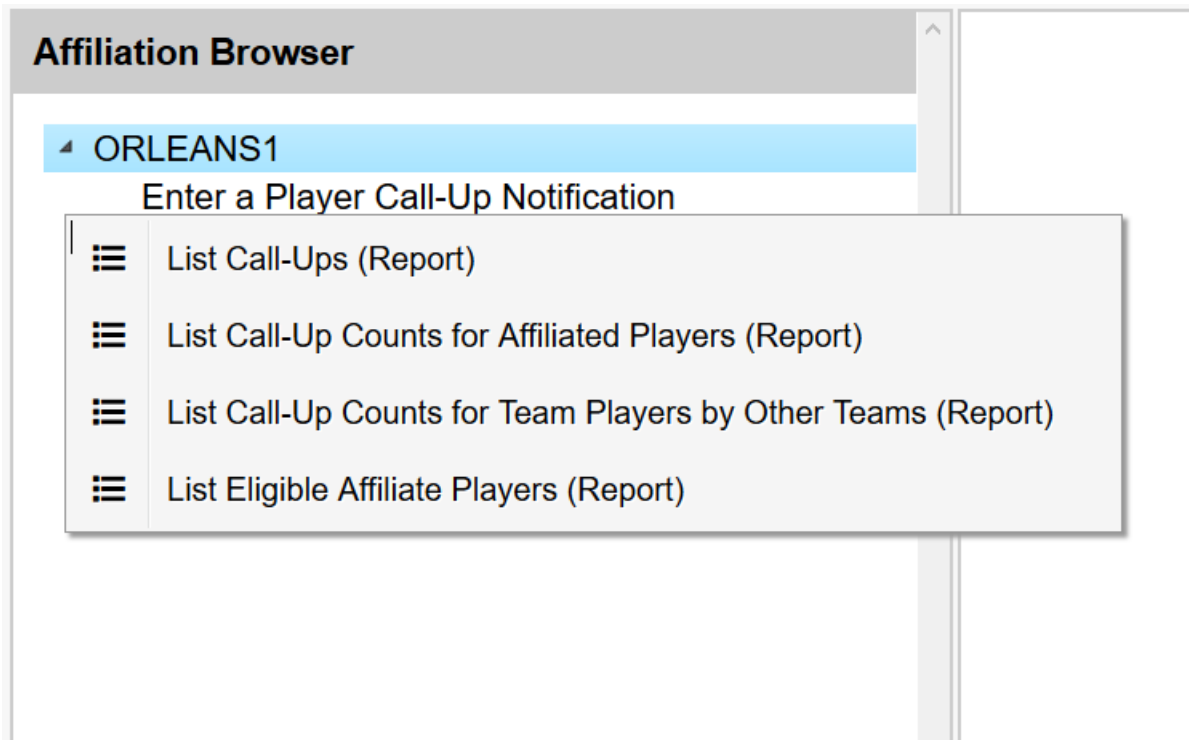 Affiliation Browser
ORLEANS1
Enter a Player Call-Up Notification
List Call-Ups (Report)
List Call-Up Counts for Affiliated Players (Report)
List Call-Up Counts for Team Players by Other Teams (Report)
List Eligible Affiliate Players (Report)